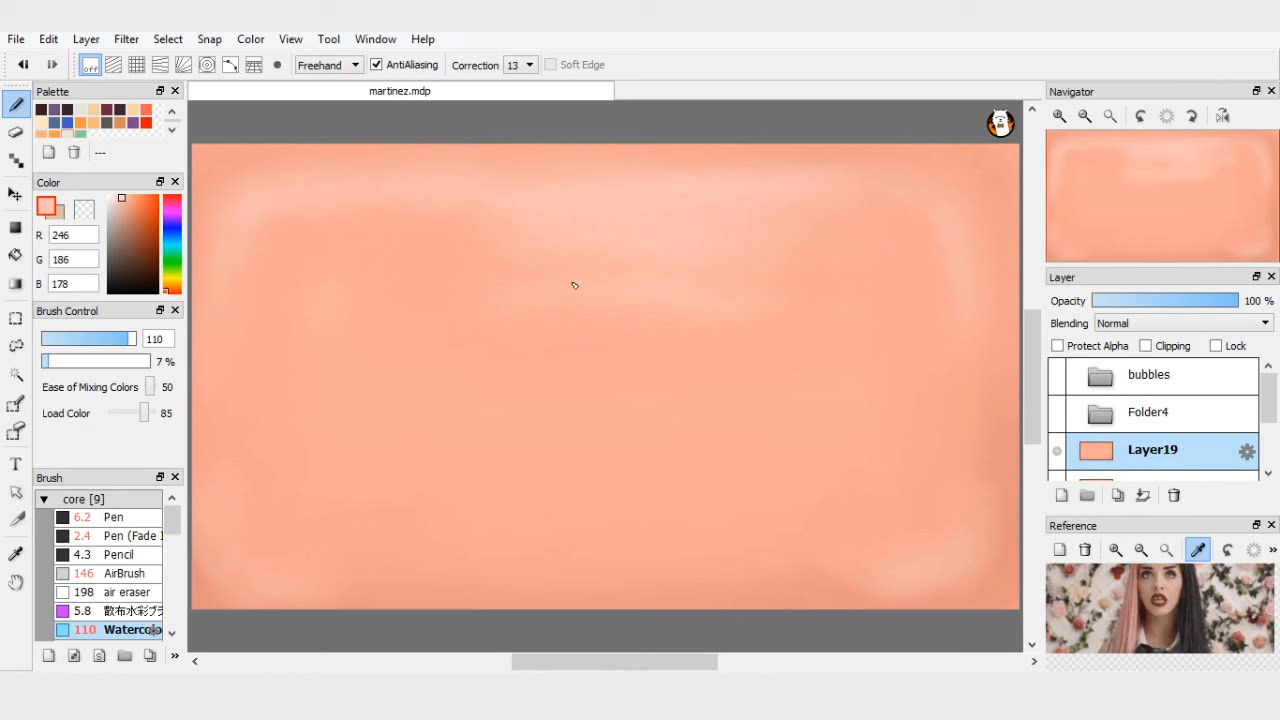 File Edit Layer Filter Select Snap Color View Tool Window Help
off Freehand AntiAliasing Correction 13 Soft Edge
Palette
martinez.mdp
Navigator
---
Color
R 246
G 186
B 178
Brush Control
110
7 %
Ease of Mixing Colors 50
Load Color 85
Layer
Opacity 100 %
Blending Normal
Protect Alpha Clipping Lock
bubbles
Folder4
Layer19
Brush
core [9]
6.2 Pen
2.4 Pen (Fade I
4.3 Pencil
146 AirBrush
198 air eraser
5.8 散布水彩ブラ
110 Waterco
Reference